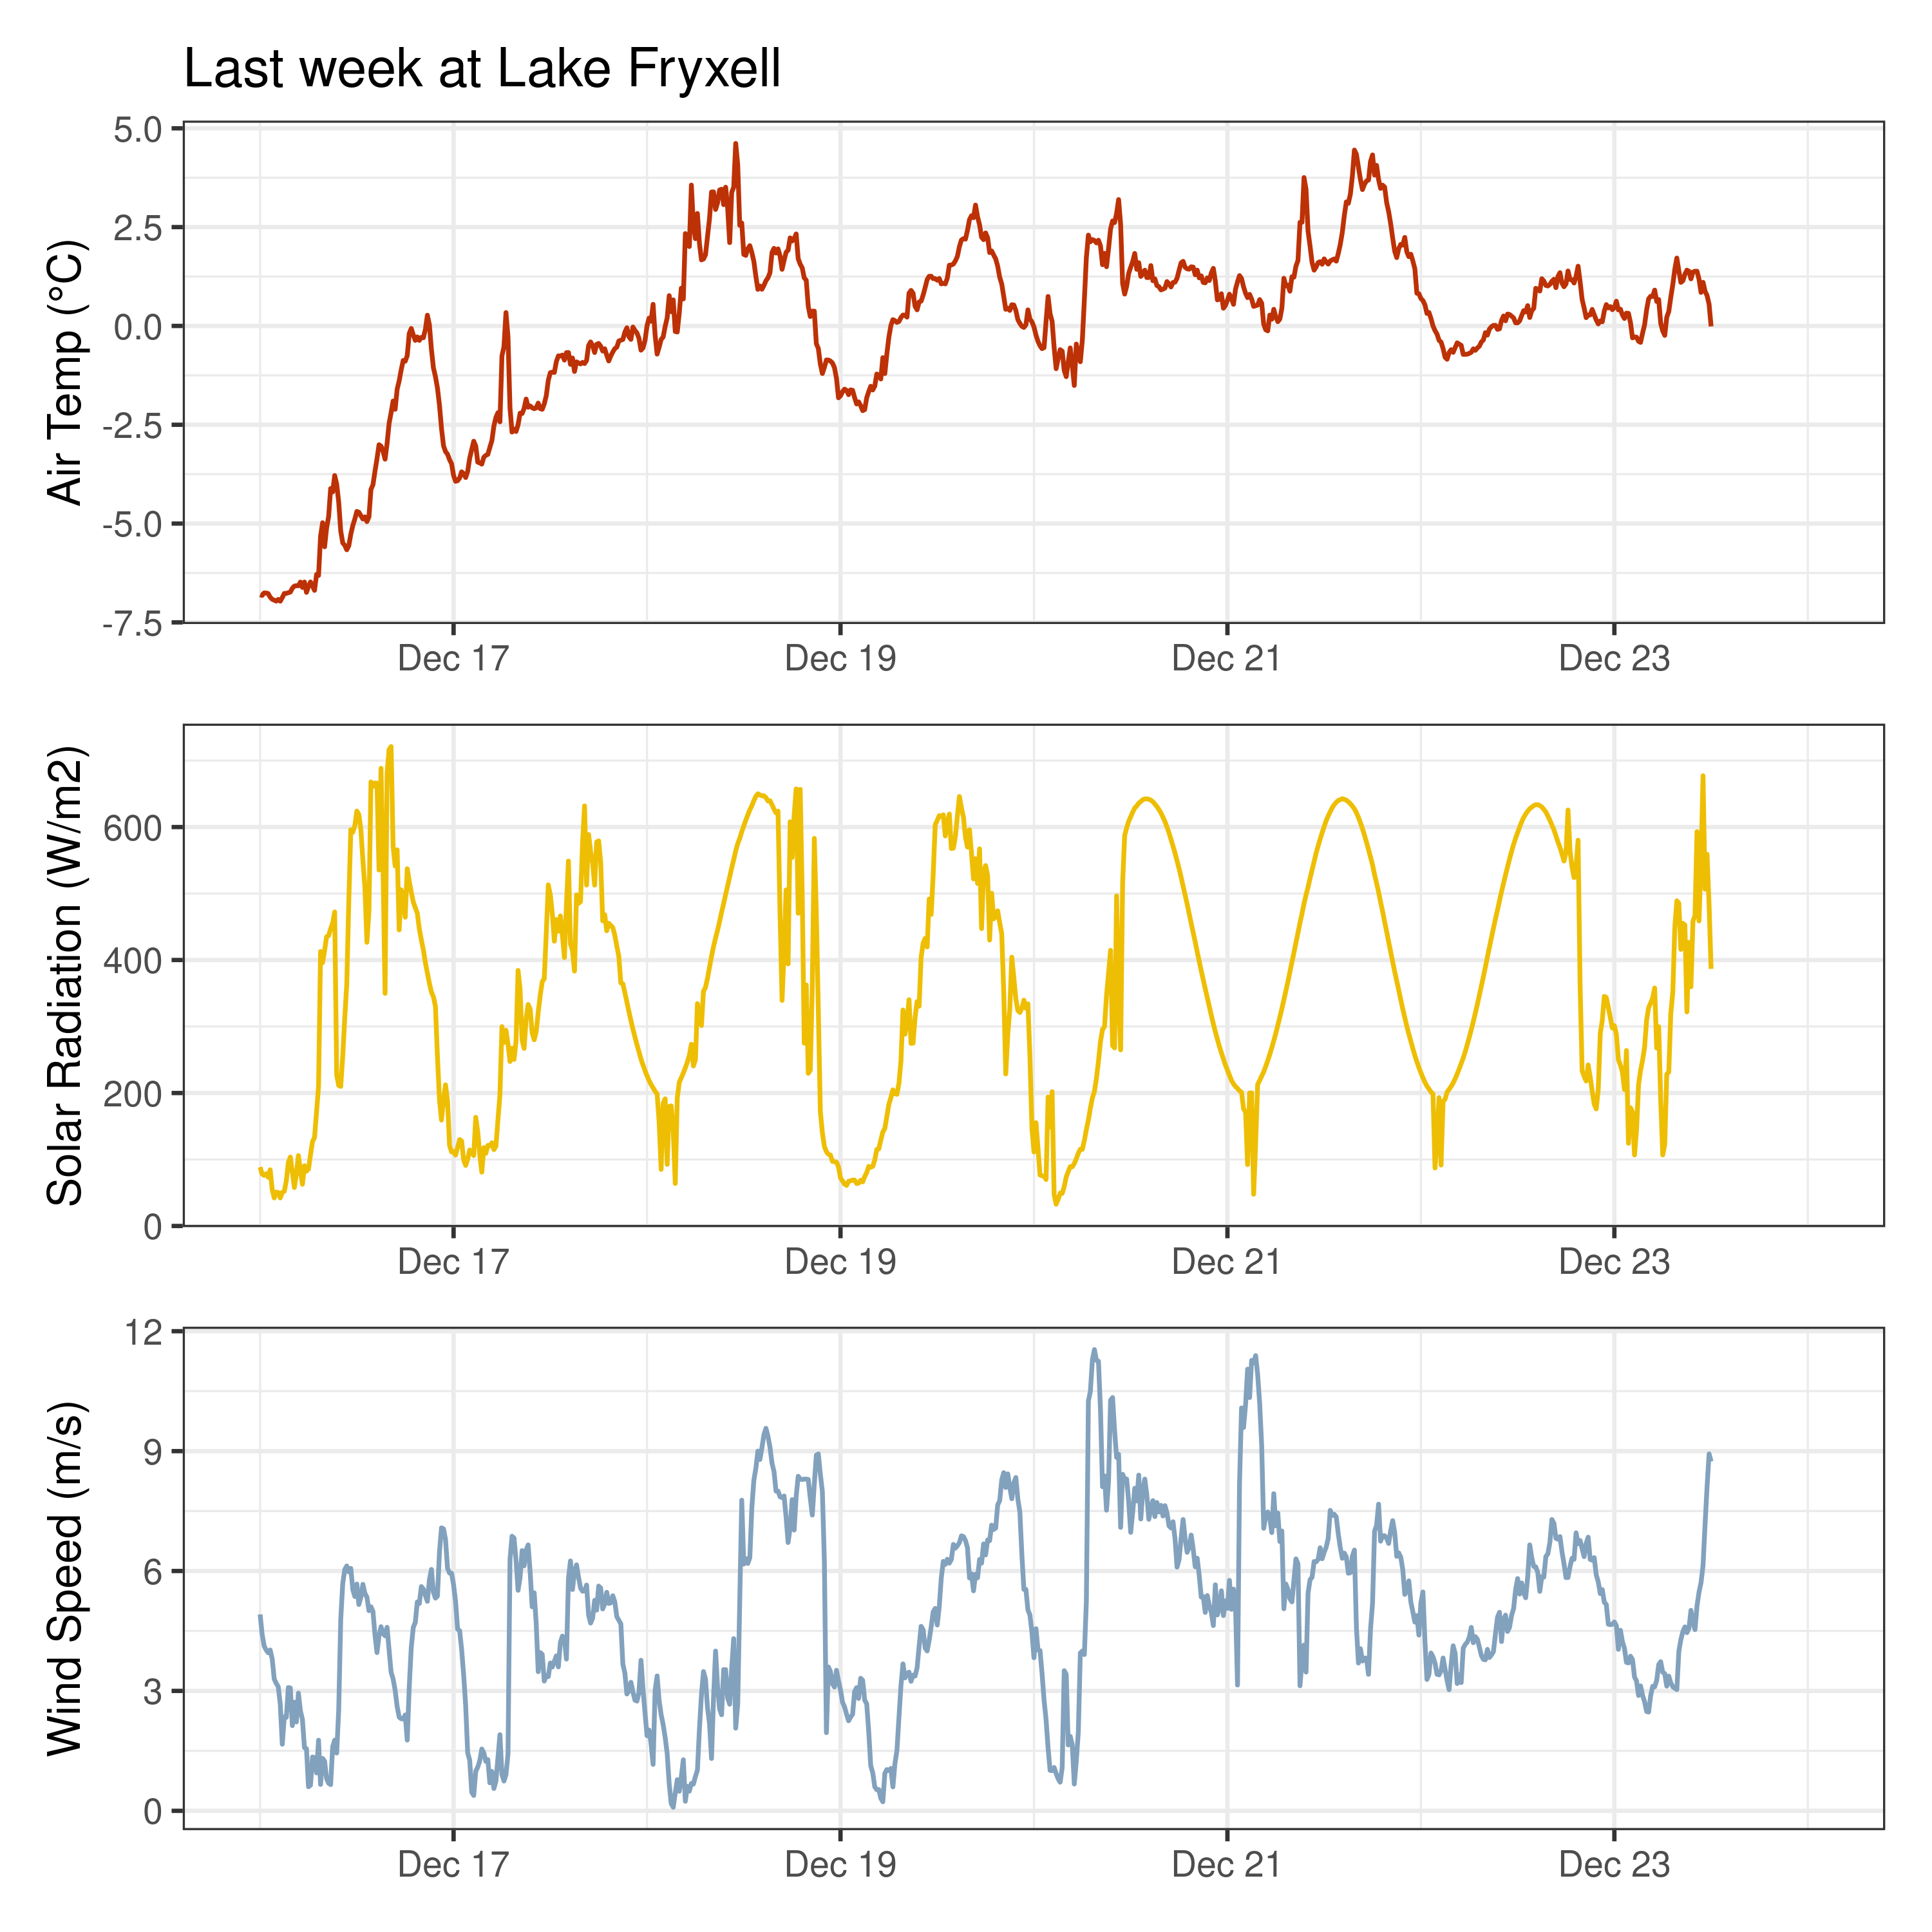 Last week at Lake Fryxell
Air Temp (°C)
5.0
2.5
0.0
-2.5
-5.0
-7.5
Dec 17 Dec 19 Dec 21 Dec 23
Solar Radiation (W/m2)
600
400
200
0
Dec 17 Dec 19 Dec 21 Dec 23
Wind Speed (m/s)
12
9
6
3
0
Dec 17 Dec 19 Dec 21 Dec 23